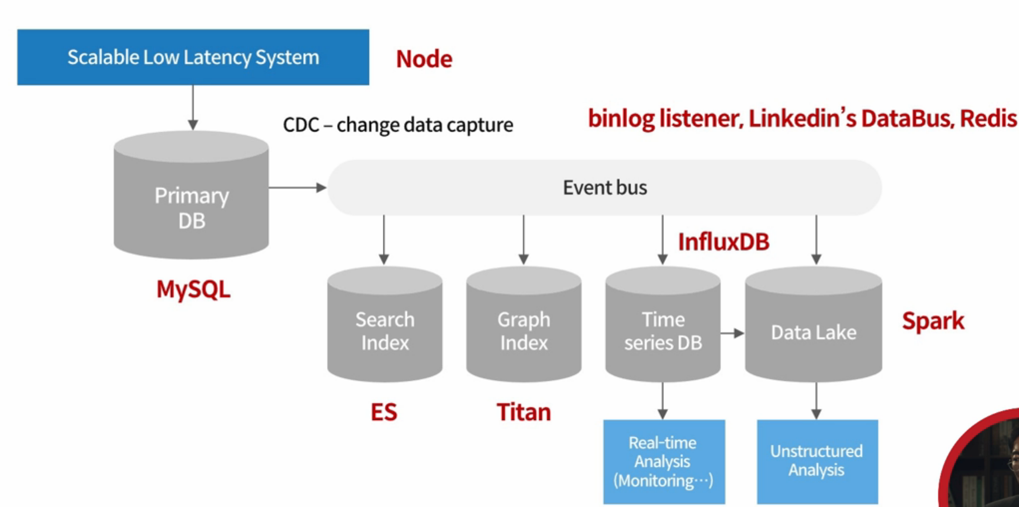 Scalable Low Latency System
Node
CDC – change data capture
binlog listener, Linkedin's DataBus, Redis
Primary
DB
Event bus
MySQL
InfluxDB
Search
Index
Graph
Index
Time
series DB
Data Lake
Spark
ES
Titan
Real-time
Analysis
(Monitoring…)
Unstructured
Analysis